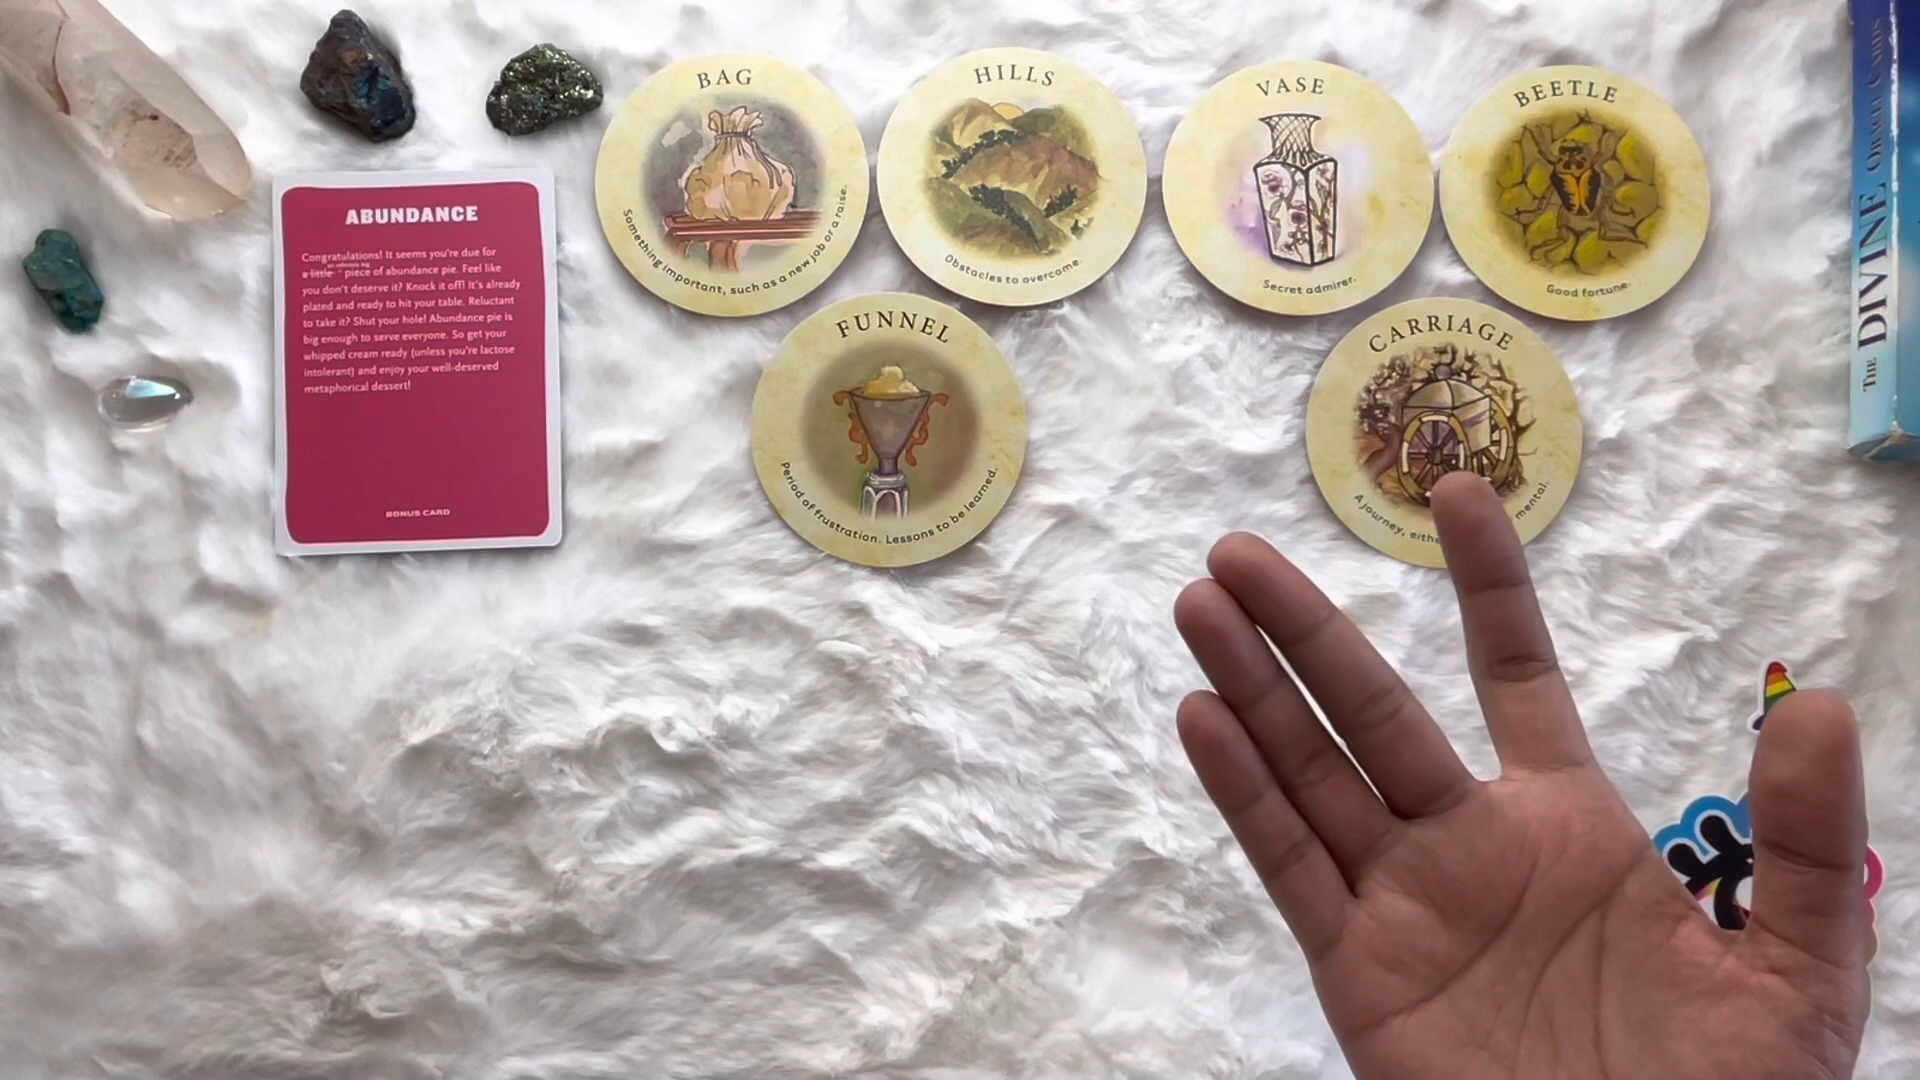 ABUNDANCE
Congratulations! It seems you're due for
a little piece of abundance pie. Feel like
you don't deserve it? Knock it off! It's already
plated and ready to hit your table. Reluctant
to take it? Shut your hole! Abundance pie is
big enough to serve everyone. So get your
whipped cream ready (unless you're lactose
intolerant) and enjoy your well-deserved
metaphorical dessert!
BONUS CARD
BAG
Something important, such as a new job or a raise.
HILLS
Obstacles to overcome.
VASE
Secret admirer.
BEETLE
Good fortune.
FUNNEL
Period of frustration. Lessons to be learned.
CARRIAGE
A journey, mental.
THE DIVINE ORACLE CARDS